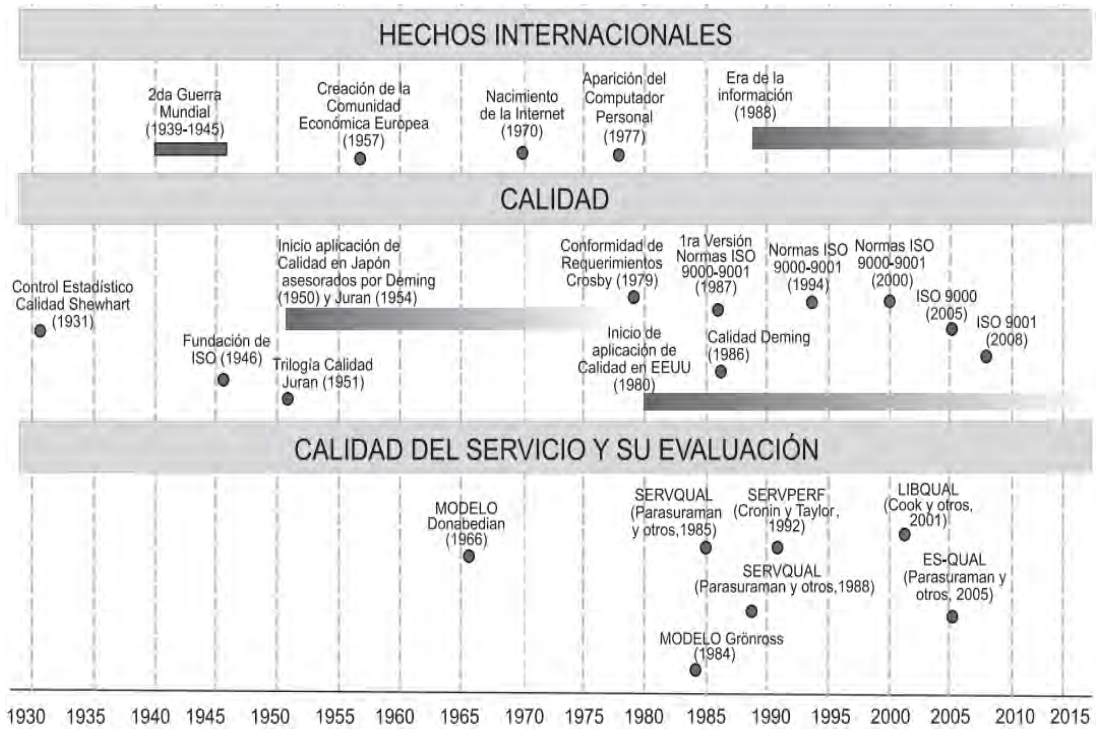 HECHOS INTERNACIONALES
2da Guerra
Mundial
(1939-1945)
Creación de la
Comunidad
Económica Europea
(1957)
Nacimiento
de la Internet
(1970)
Aparición del
Computador
Personal
(1977)
Era de la
información
(1988)
CALIDAD
Control Estadístico
Calidad Shewhart
(1931)
Fundación de
ISO (1946)
Inicio aplicación de
Calidad en Japón
asesorados por Deming
(1950) y Juran (1954)
Trilogía Calidad
Juran (1951)
Conformidad de
Requerimientos
Crosby (1979)
Inicio de
aplicación de
Calidad en EEUU
(1980)
1ra Versión
Normas ISO
9000-9001
(1987)
Calidad Deming
(1986)
Normas ISO
9000-9001
(1994)
Normas ISO
9000-9001
(2000)
ISO 9000
(2005)
ISO 9001
(2008)
CALIDAD DEL SERVICIO Y SU EVALUACIÓN
MODELO
Donabedian
(1966)
SERVQUAL
(Parasuraman
y otros,1985)
SERVPERF
(Cronin y Taylor,
1992)
SERVQUAL
(Parasuraman y otros,1988)
MODELO Grönross
(1984)
LIBQUAL
(Cook y otros,
2001)
ES-QUAL
(Parasuraman y
otros, 2005)
1930 1935 1940 1945 1950 1955 1960 1965 1970 1975 1980 1985 1990 1995 2000 2005 2010 2015